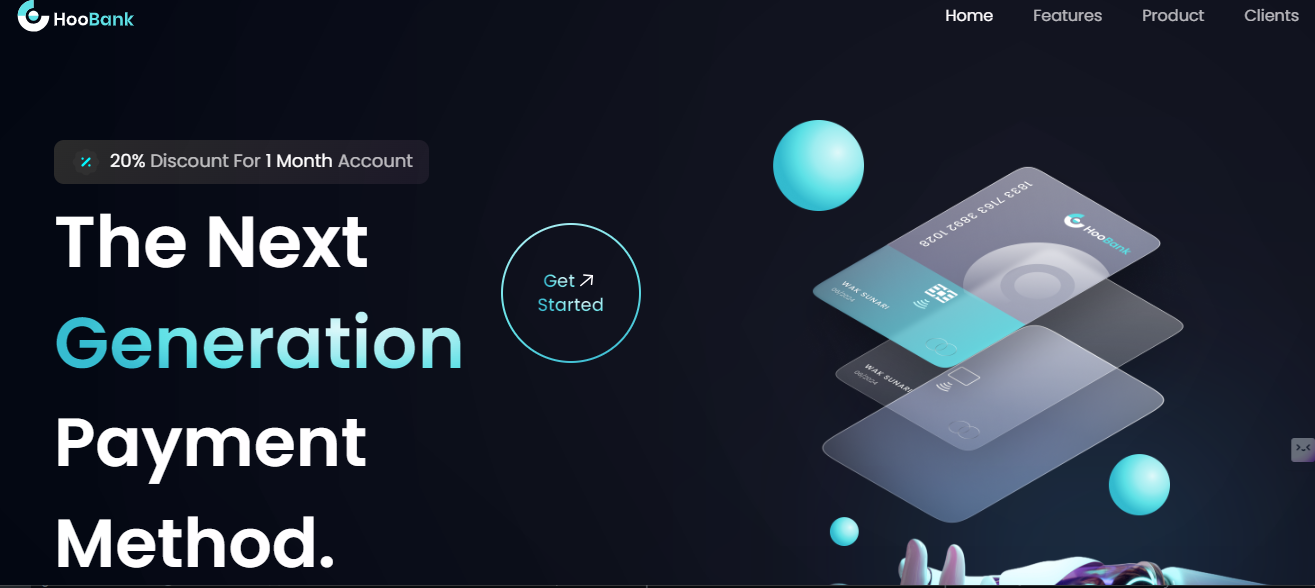 HooBank
Home Features Product Clients
20% Discount For 1 Month Account
The Next
Generation
Payment
Method.
Get
Started
1833 7163 3892 1028
HooBank
WAK SUNARI
06/2024
WAK SUNARI
06/2024